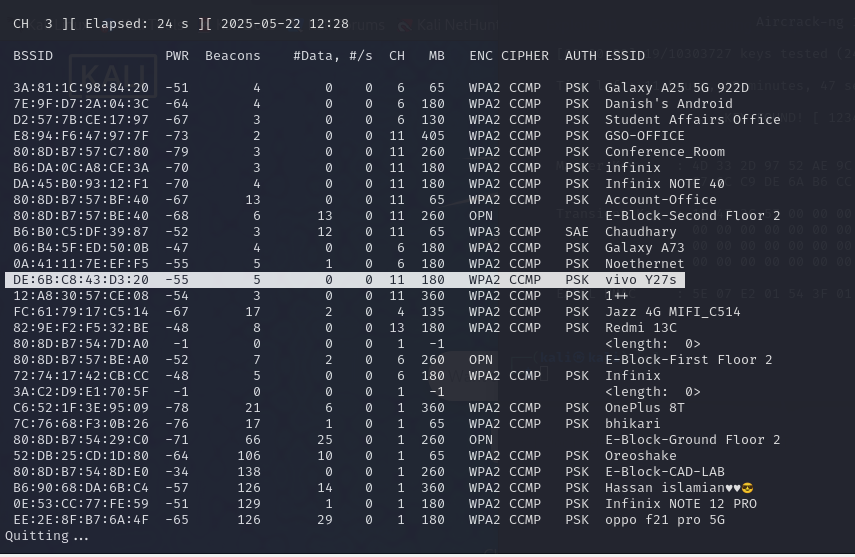 CH 3 ][ Elapsed: 24 s ][ 2025-05-22 12:28
BSSID PWR Beacons #Data, #/s CH MB ENC CIPHER AUTH ESSID
3A:81:1C:98:84:20 -51 4 0 0 6 65 WPA2 CCMP PSK Galaxy A25 5G 922D
7E:9F:D7:2A:04:3C -64 4 0 0 6 180 WPA2 CCMP PSK Danish's Android
D2:57:7B:CE:17:97 -67 3 0 0 6 130 WPA2 CCMP PSK Student Affairs Office
E8:94:F6:47:97:7F -73 2 0 0 11 405 WPA2 CCMP PSK GSO-OFFICE
80:8D:B7:57:C7:80 -79 3 0 0 11 260 WPA2 CCMP PSK Conference_Room
B6:DA:0C:A8:CE:3A -70 3 0 0 11 180 WPA2 CCMP PSK infinix
DA:45:B0:93:12:F1 -70 4 0 0 11 180 WPA2 CCMP PSK Infinix NOTE 40
80:8D:B7:57:BF:40 -67 13 0 0 11 65 WPA2 CCMP PSK Account-Office
80:8D:B7:57:BE:40 -68 6 13 0 11 260 OPN E-Block-Second Floor 2
B6:B0:C5:DF:39:87 -52 3 12 0 11 65 WPA3 CCMP SAE Chaudhary
06:B4:5F:ED:50:0B -47 4 0 0 6 180 WPA2 CCMP PSK Galaxy A73
0A:41:11:7E:EF:F5 -55 5 1 0 6 180 WPA2 CCMP PSK Noethernet
DE:6B:C8:43:D3:20 -55 5 0 0 11 180 WPA2 CCMP PSK vivo Y27s
12:A8:30:57:CE:08 -54 3 0 0 11 360 WPA2 CCMP PSK 1++
FC:61:79:17:C5:14 -67 17 2 0 4 135 WPA2 CCMP PSK Jazz 4G MIFI_C514
82:9E:F2:F5:32:BE -48 8 0 0 13 180 WPA2 CCMP PSK Redmi 13C
80:8D:B7:54:7D:A0 -1 0 0 0 1 -1 <length: 0>
80:8D:B7:57:BE:A0 -52 7 2 0 6 260 OPN E-Block-First Floor 2
72:74:17:42:CB:CC -48 5 0 0 6 180 WPA2 CCMP PSK Infinix
3A:C2:D9:E1:70:5F -1 0 0 0 1 -1 <length: 0>
C6:52:1F:3E:95:09 -78 21 6 0 1 360 WPA2 CCMP PSK OnePlus 8T
7C:76:68:F3:0B:26 -76 17 1 0 1 65 WPA2 CCMP PSK bhikari
80:8D:B7:54:29:C0 -71 66 25 0 1 260 OPN E-Block-Ground Floor 2
52:DB:25:CD:1D:80 -64 106 10 0 1 65 WPA2 CCMP PSK Oreoshake
80:8D:B7:54:8D:E0 -34 138 0 0 1 260 WPA2 CCMP PSK E-Block-CAD-LAB
B6:90:68:DA:6B:C4 -57 126 14 0 1 360 WPA2 CCMP PSK Hassan islamian♥♥😎
0E:53:CC:77:FE:59 -51 129 1 0 1 180 WPA2 CCMP PSK Infinix NOTE 12 PRO
EE:2E:8F:B7:6A:4F -65 126 29 0 1 180 WPA2 CCMP PSK oppo f21 pro 5G
Quitting...
KALI
Aircrack-ng